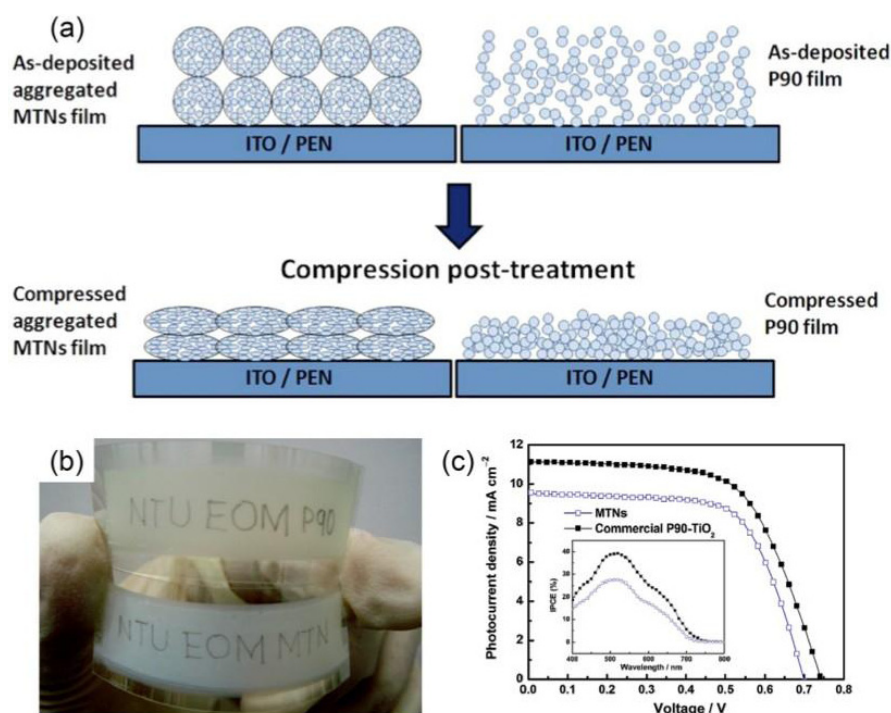 (a)
As-deposited
aggregated
MTNs film
As-deposited
P90 film
ITO / PEN
ITO / PEN
Compression post-treatment
Compressed
aggregated
MTNs film
Compressed
P90 film
ITO / PEN
ITO / PEN
(b)
NTU EOM P90
NTU EOM MTN
(c)
Photocurrent density / mA cm⁻²
12
10
8
6
4
2
0
MTNs
Commercial P90-TiO₂
IPCE (%)
40
30
20
10
0
400 500 600 700 800
Wavelength / nm
0.0 0.1 0.2 0.3 0.4 0.5 0.6 0.7 0.8
Voltage / V